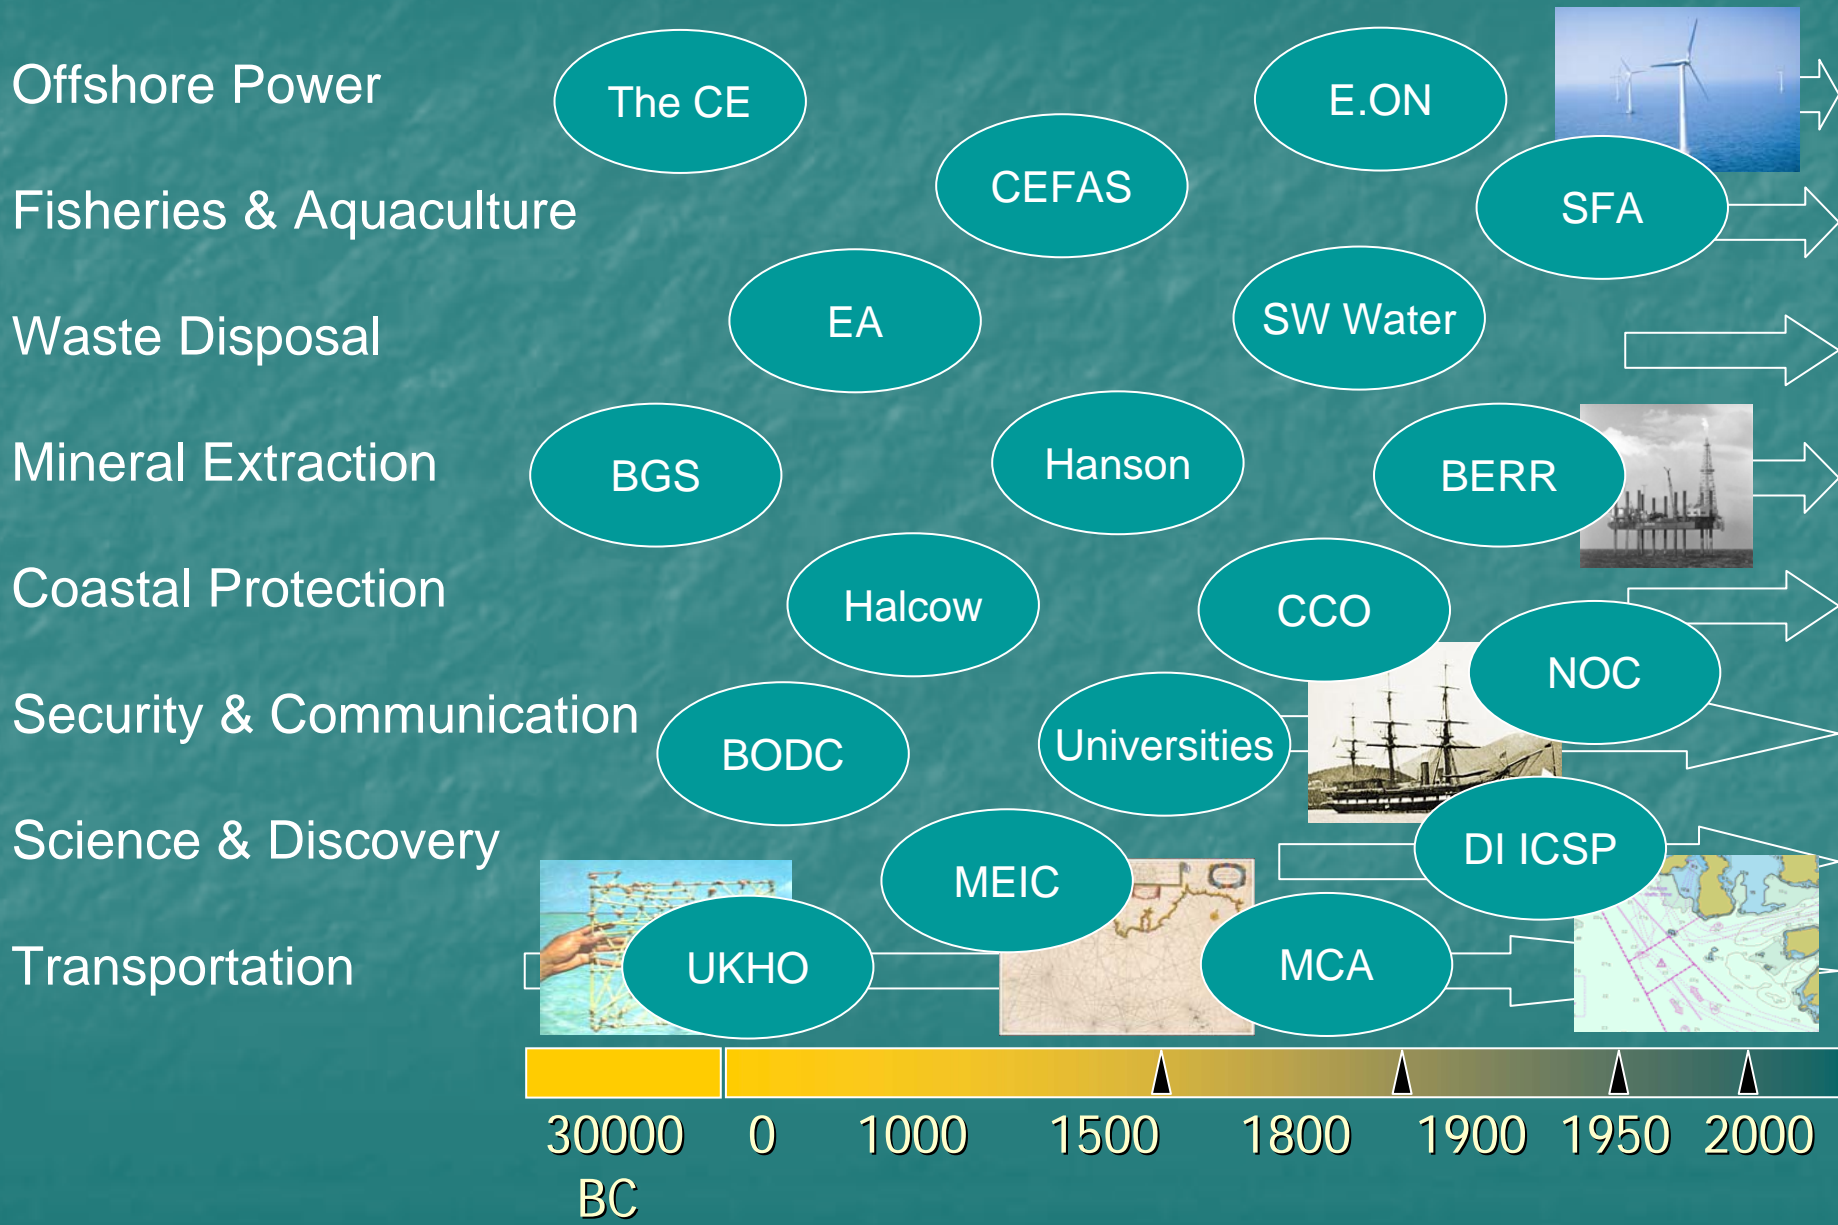 Offshore Power
The CE
E.ON
CEFAS
Fisheries & Aquaculture
SFA
EA
SW Water
Waste Disposal
Mineral Extraction
BGS
Hanson
BERR
Coastal Protection
Halcow
CCO
NOC
Security & Communication
BODC
Universities
Science & Discovery
MEIC
DI ICSP
Transportation
UKHO
MCA
30000 0 1000 1500 1800 1900 1950 2000
BC